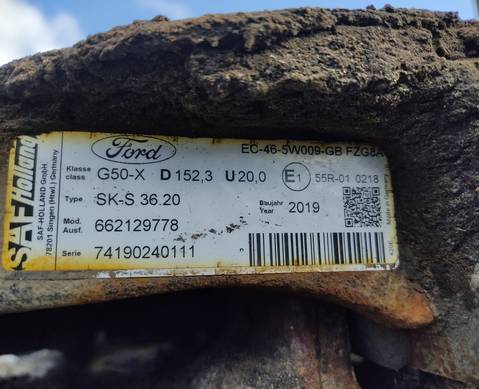 SAF Holland
SAF-HOLLAND GmbH,
78201 Singen (Htwl.) Germany
Ford
EC-46-5W009-GB FZG8A
Klasse
class
G50-X D 152,3 U 20,0
E1 55R-01 0218
Type
SK-S 36.20
Baujahr
Year
2019
Mod.
Ausf.
662129778
Serie
74190240111